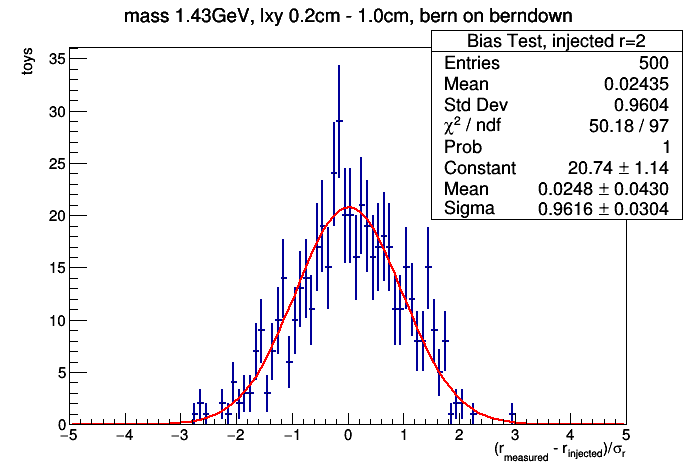 mass 1.43GeV, lxy 0.2cm - 1.0cm, bern on berndown
Bias Test, injected r=2
Entries 500
Mean 0.02435
Std Dev 0.9604
χ² / ndf 50.18 / 97
Prob 1
Constant 20.74 ± 1.14
Mean 0.0248 ± 0.0430
Sigma 0.9616 ± 0.0304
toys
35
30
25
20
15
10
5
0
−5 −4 −3 −2 −1 0 1 2 3 4 5
(r_measured - r_injected)/σ_r